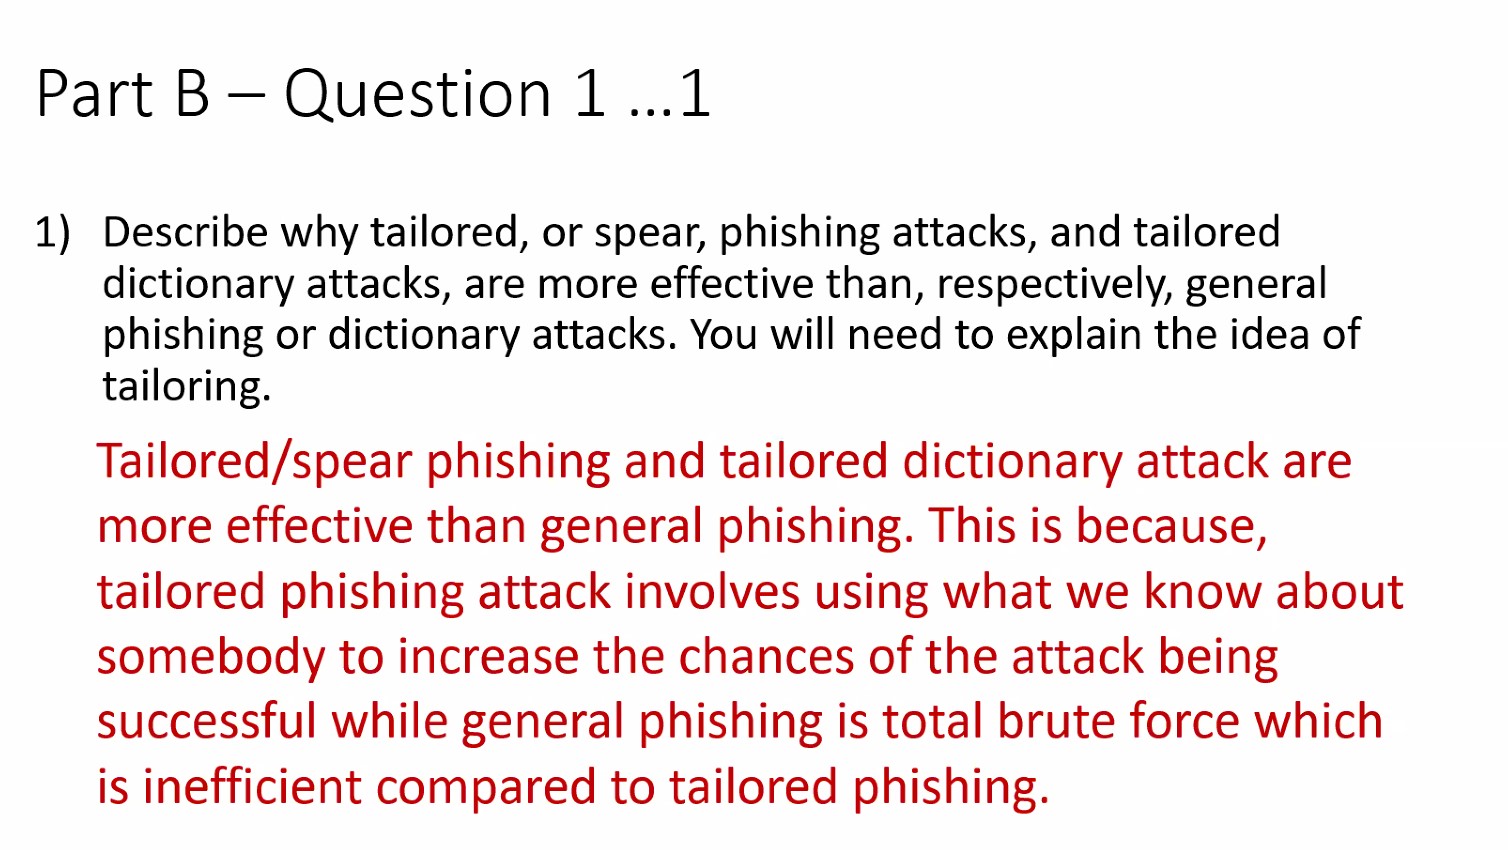 Part B – Question 1 ...1
1) Describe why tailored, or spear, phishing attacks, and tailored
dictionary attacks, are more effective than, respectively, general
phishing or dictionary attacks. You will need to explain the idea of
tailoring.
Tailored/spear phishing and tailored dictionary attack are
more effective than general phishing. This is because,
tailored phishing attack involves using what we know about
somebody to increase the chances of the attack being
successful while general phishing is total brute force which
is inefficient compared to tailored phishing.